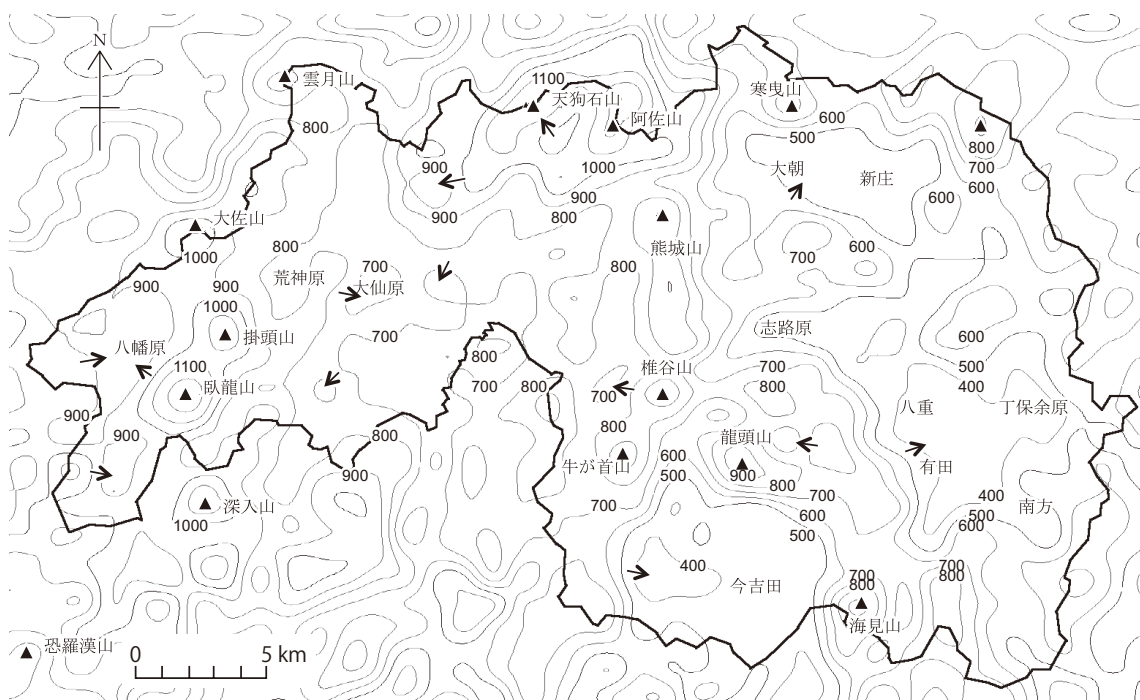 N
雲月山
800
1100
天狗石山
阿佐山
1000
900
900
900
800
寒曳山
600
500
大朝
新庄
800
700
600
600
大佐山
1000
800
荒神原
700
大仙原
900
900
1000
掛頭山
800
熊城山
700
600
八幡原
1100
臥龍山
700
志路原
600
500
400
800
700
800
椎谷山
700
800
700
800
900
900
800
900
龍頭山
900
800
八重
丁保余原
有田
深入山
1000
牛が首山
600
500
700
700
600
500
400
500
600
南方
400
今吉田
700
800
700
800
海見山
恐羅漢山
0
5 km